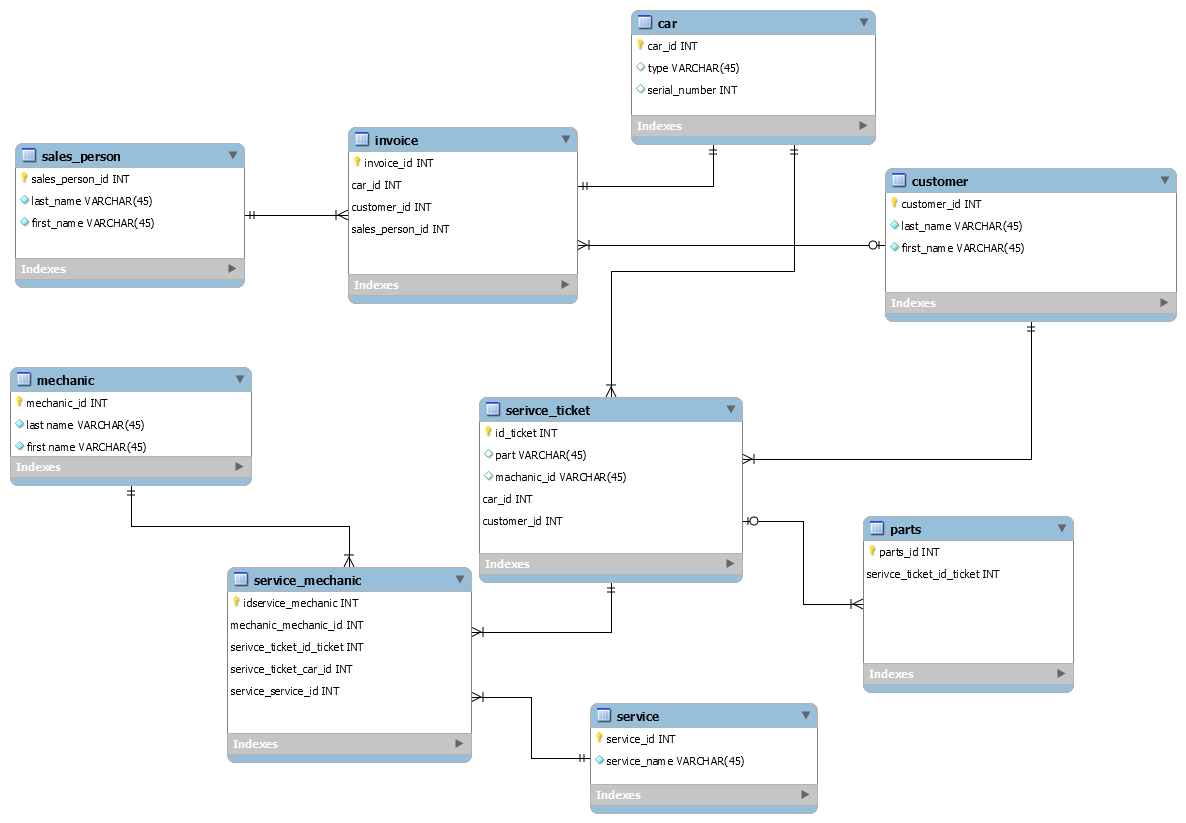 car
car_id INT
type VARCHAR(45)
serial_number INT
Indexes
sales_person
sales_person_id INT
last_name VARCHAR(45)
first_name VARCHAR(45)
Indexes
invoice
invoice_id INT
car_id INT
customer_id INT
sales_person_id INT
Indexes
customer
customer_id INT
last_name VARCHAR(45)
first_name VARCHAR(45)
Indexes
mechanic
mechanic_id INT
last name VARCHAR(45)
first name VARCHAR(45)
Indexes
serivce_ticket
id_ticket INT
part VARCHAR(45)
machanic_id VARCHAR(45)
car_id INT
customer_id INT
Indexes
parts
parts_id INT
serivce_ticket_id_ticket INT
Indexes
service_mechanic
idservice_mechanic INT
mechanic_mechanic_id INT
serivce_ticket_id_ticket INT
serivce_ticket_car_id INT
service_service_id INT
Indexes
service
service_id INT
service_name VARCHAR(45)
Indexes